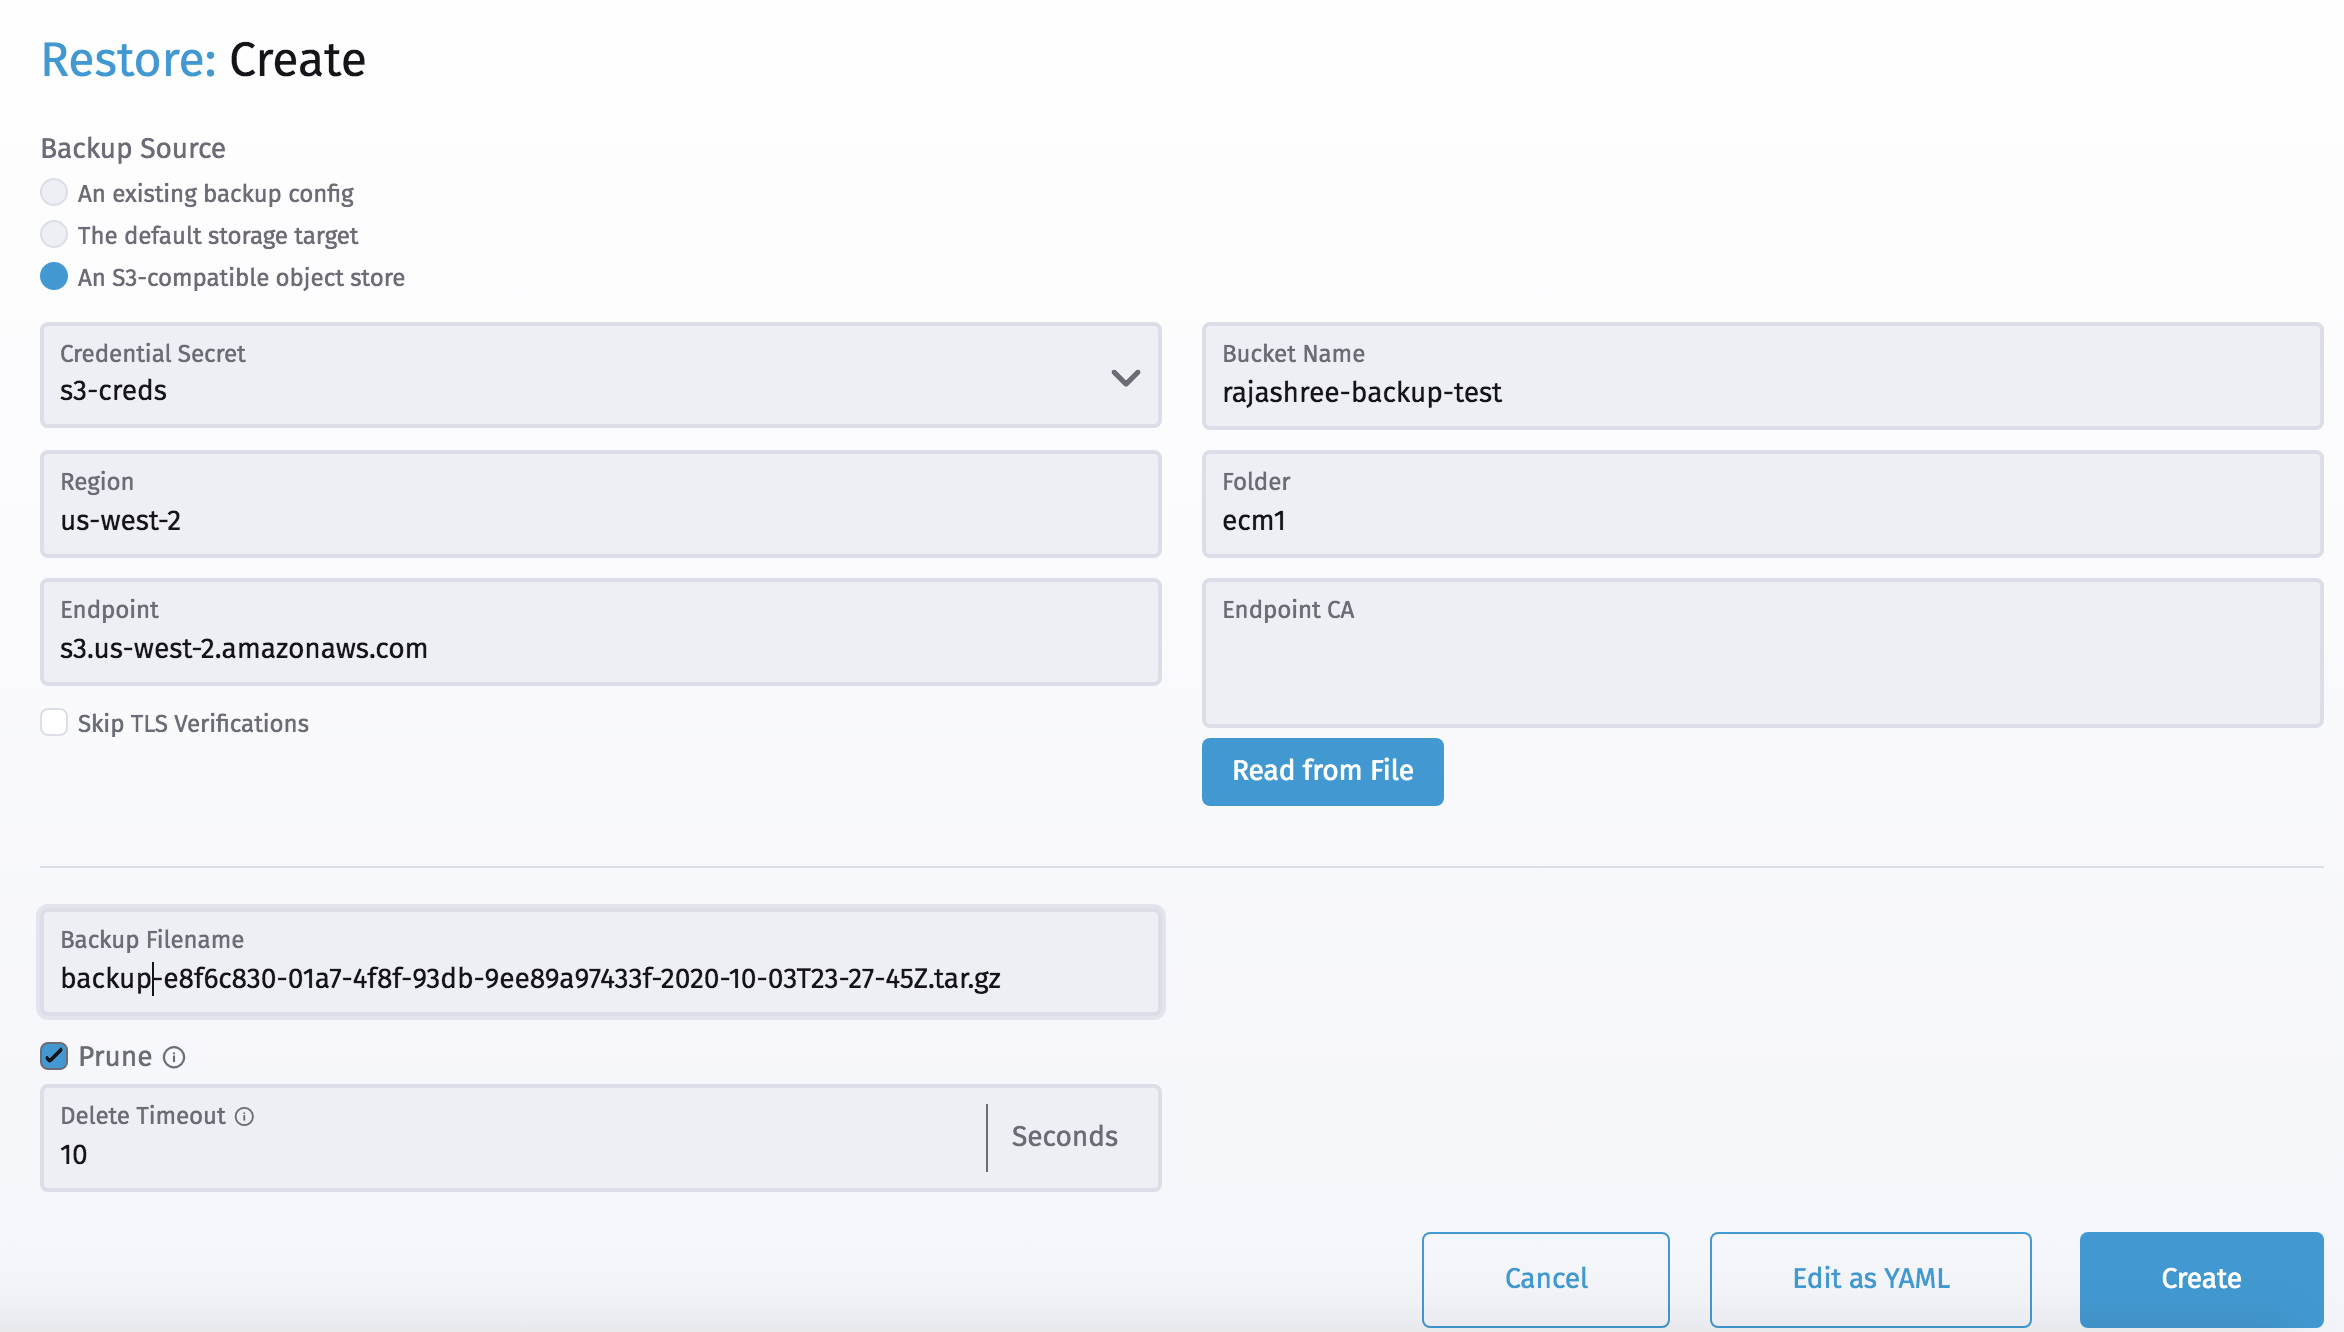 Restore: Create
Backup Source
An existing backup config
The default storage target
An S3-compatible object store
Credential Secret
s3-creds
Bucket Name
rajashree-backup-test
Region
us-west-2
Folder
ecm1
Endpoint
s3.us-west-2.amazonaws.com
Endpoint CA
Skip TLS Verifications
Read from File
Backup Filename
backup-e8f6c830-01a7-4f8f-93db-9ee89a97433f-2020-10-03T23-27-45Z.tar.gz
Prune
Delete Timeout
10
Seconds
Cancel
Edit as YAML
Create